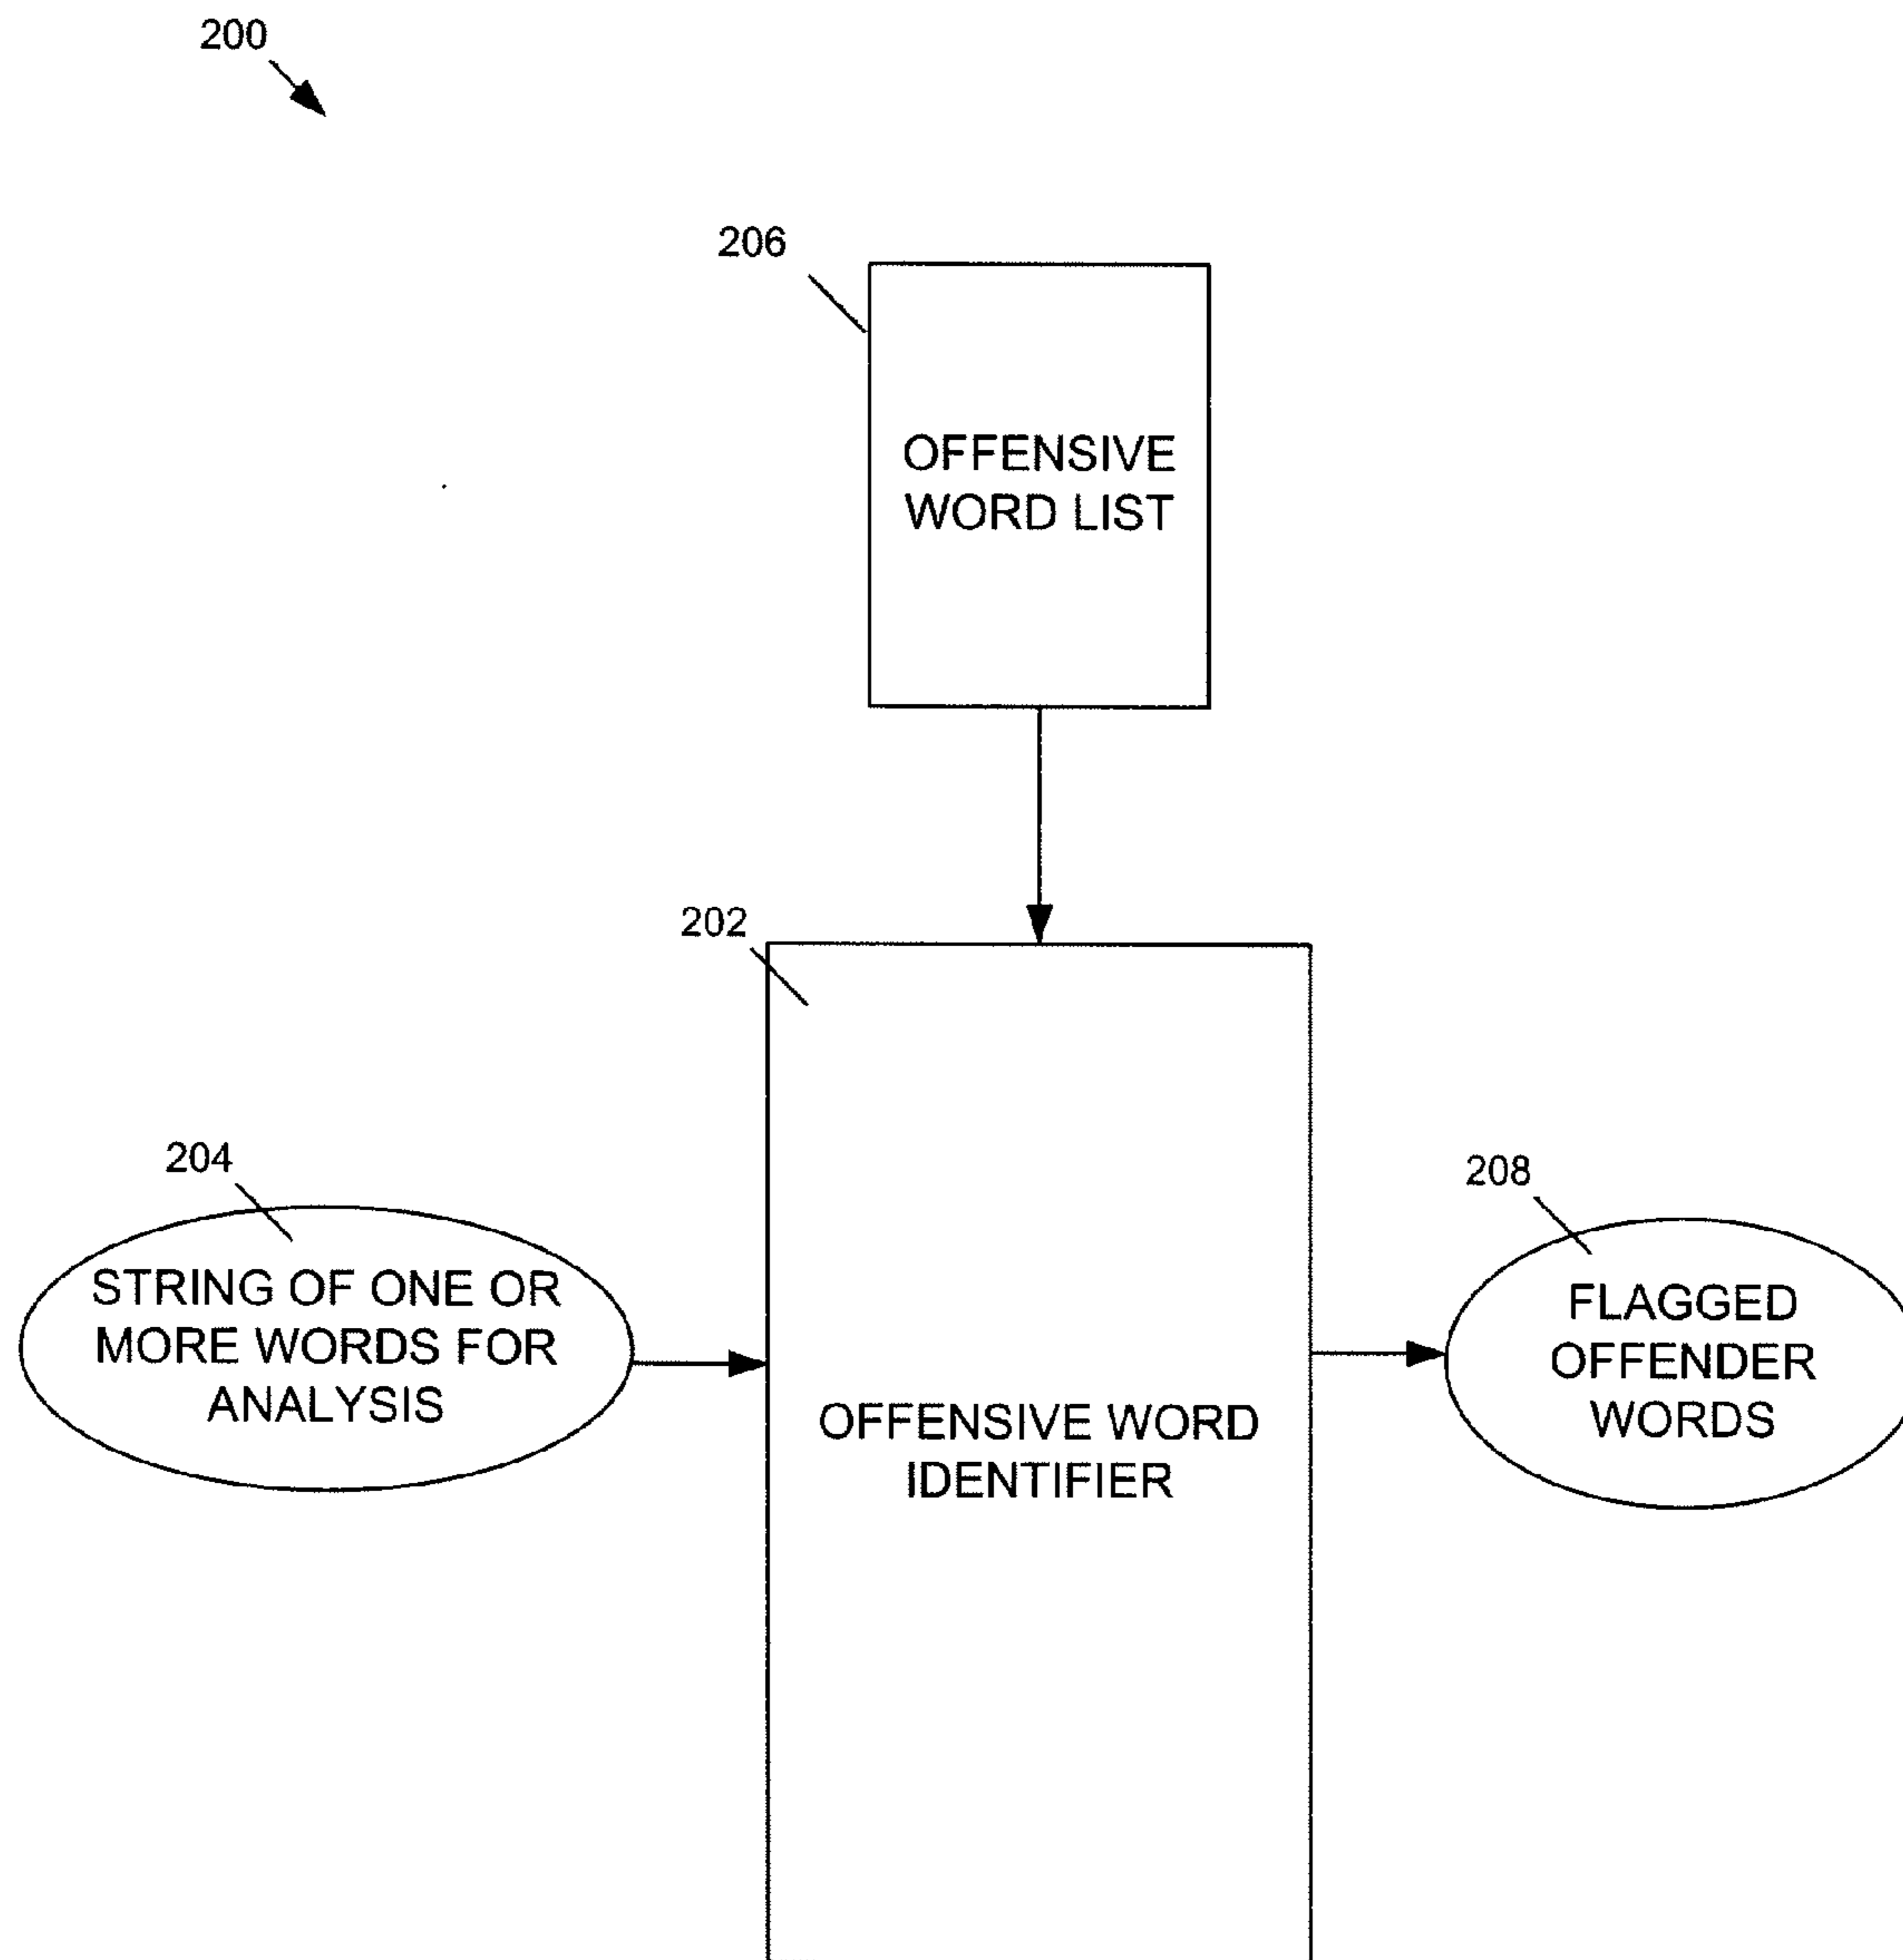 200
206
OFFENSIVE
WORD LIST
202
204
STRING OF ONE OR
MORE WORDS FOR
ANALYSIS
OFFENSIVE WORD
IDENTIFIER
208
FLAGGED
OFFENDER
WORDS